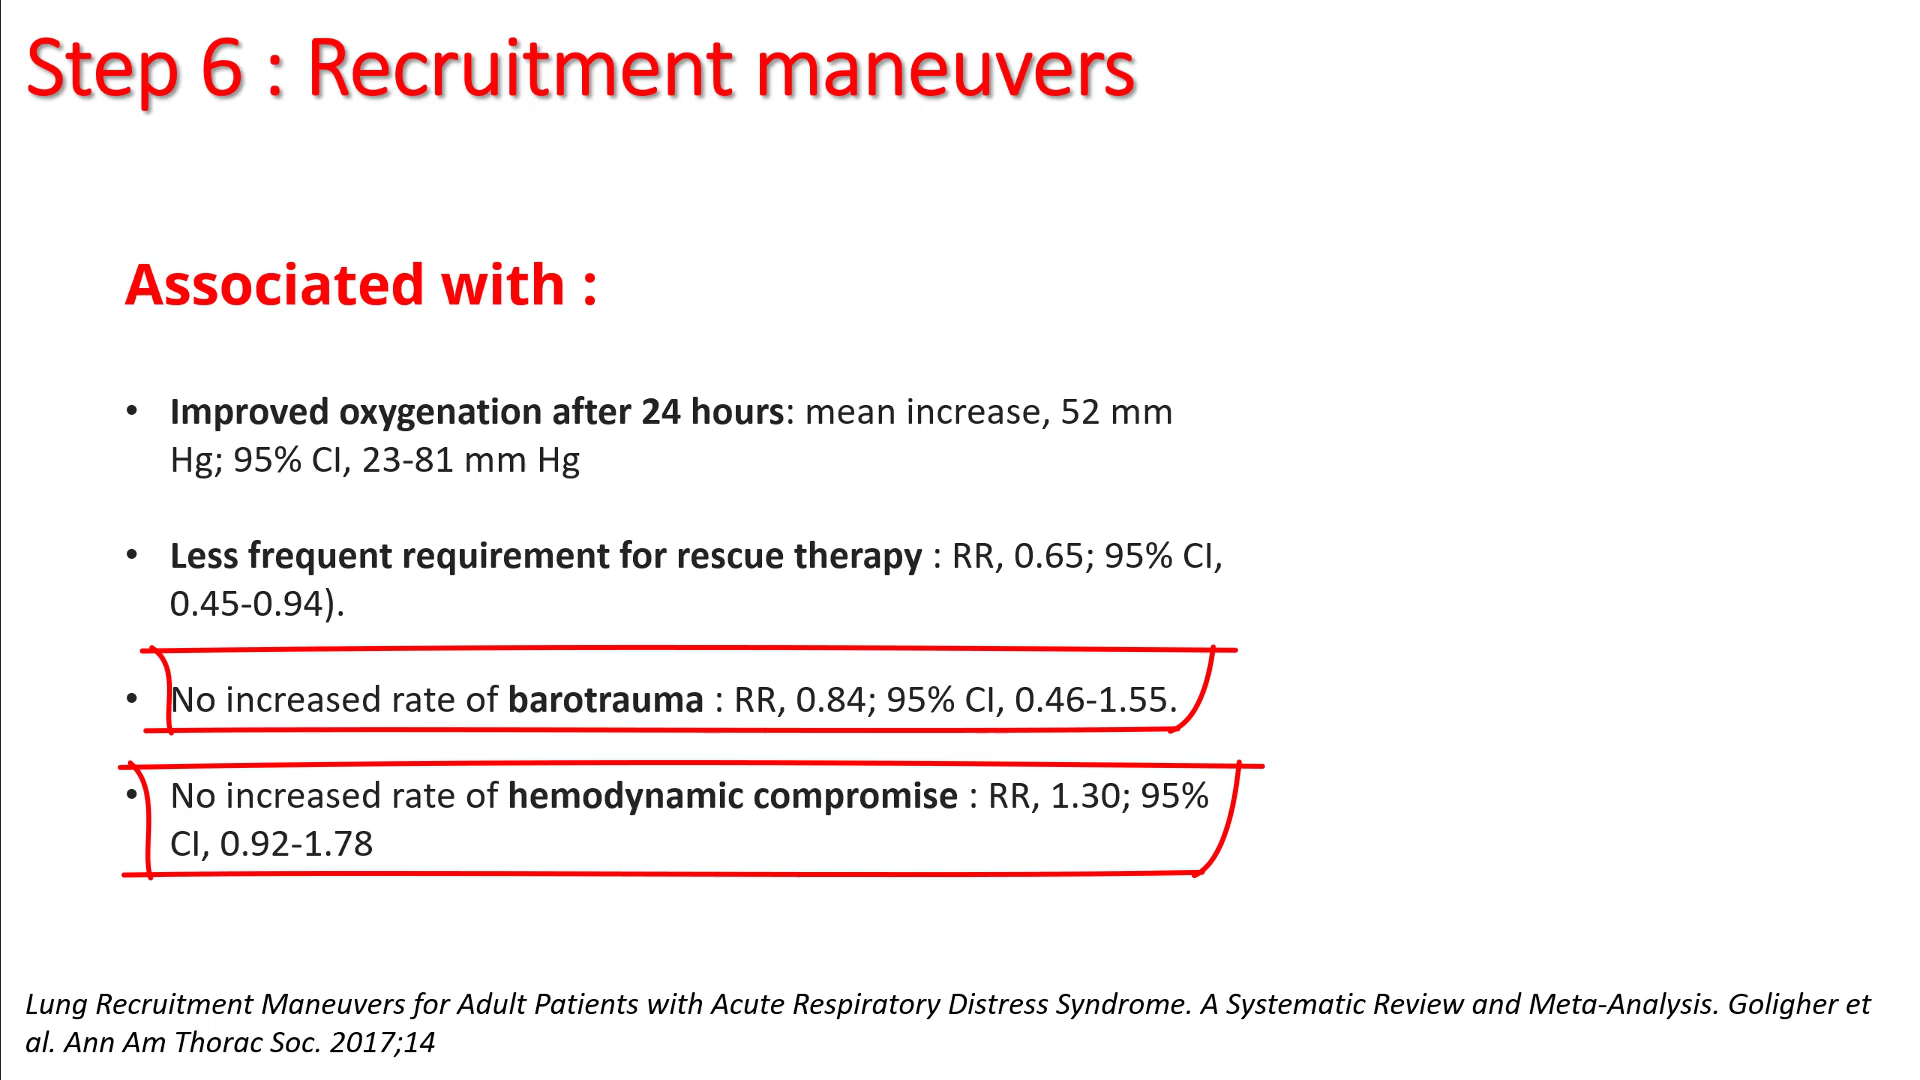 Step 6 : Recruitment maneuvers
Associated with :
• Improved oxygenation after 24 hours: mean increase, 52 mm
Hg; 95% CI, 23-81 mm Hg
• Less frequent requirement for rescue therapy : RR, 0.65; 95% CI,
0.45-0.94).
• No increased rate of barotrauma : RR, 0.84; 95% CI, 0.46-1.55.
• No increased rate of hemodynamic compromise : RR, 1.30; 95%
CI, 0.92-1.78
Lung Recruitment Maneuvers for Adult Patients with Acute Respiratory Distress Syndrome. A Systematic Review and Meta-Analysis. Goligher et
al. Ann Am Thorac Soc. 2017;14